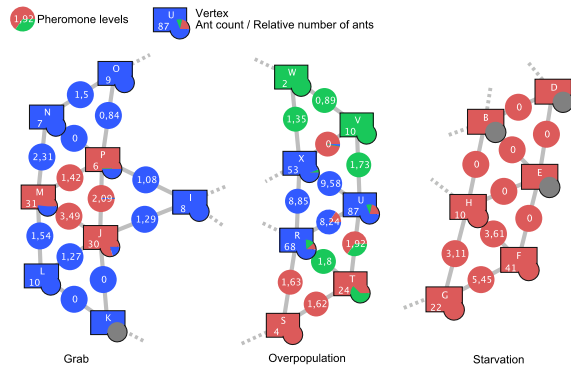 1,92
Pheromone levels
U
87
Vertex
Ant count / Relative number of ants
O
9
1,5
N
7
0,84
0
2,31
P
6
1,42
1,08
M
31
2,09
I
8
3,49
1,29
J
30
1,54
1,27
L
10
0
0
K
Grab
W
2
0,89
1,35
V
10
0
X
53
1,73
9,58
8,85
U
87
8,24
R
68
1,92
1,8
T
24
1,63
1,62
S
4
Overpopulation
D
B
0
0
0
0
E
0
H
10
0
3,61
3,11
F
41
5,45
G
22
Starvation